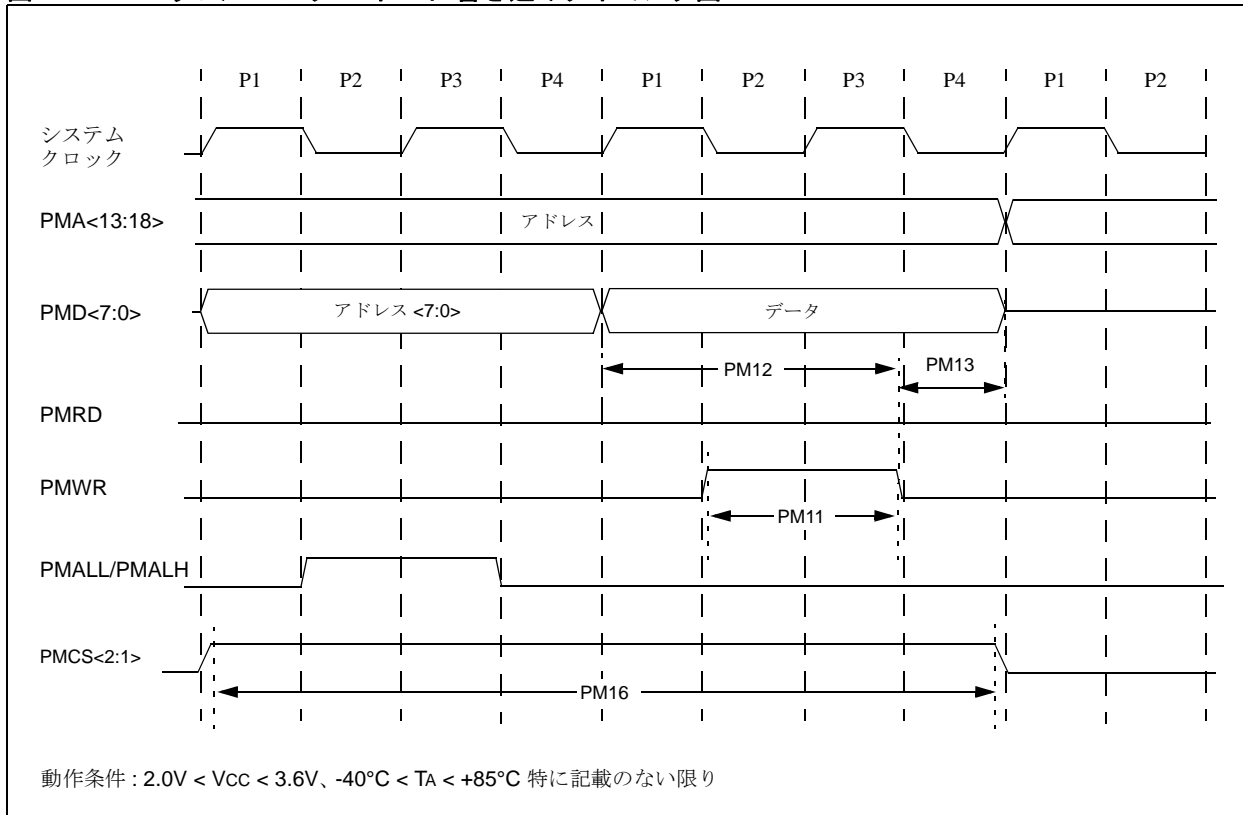 P1 P2 P3 P4 P1 P2 P3 P4 P1 P2
システム
クロック
PMA<13:18>
アドレス
PMD<7:0>
アドレス <7:0>
データ
PM12
PM13
PMRD
PMWR
PM11
PMALL/PMALH
PMCS<2:1>
PM16
動作条件 : 2.0V < VCC < 3.6V、-40°C < TA < +85°C 特に記載のない限り